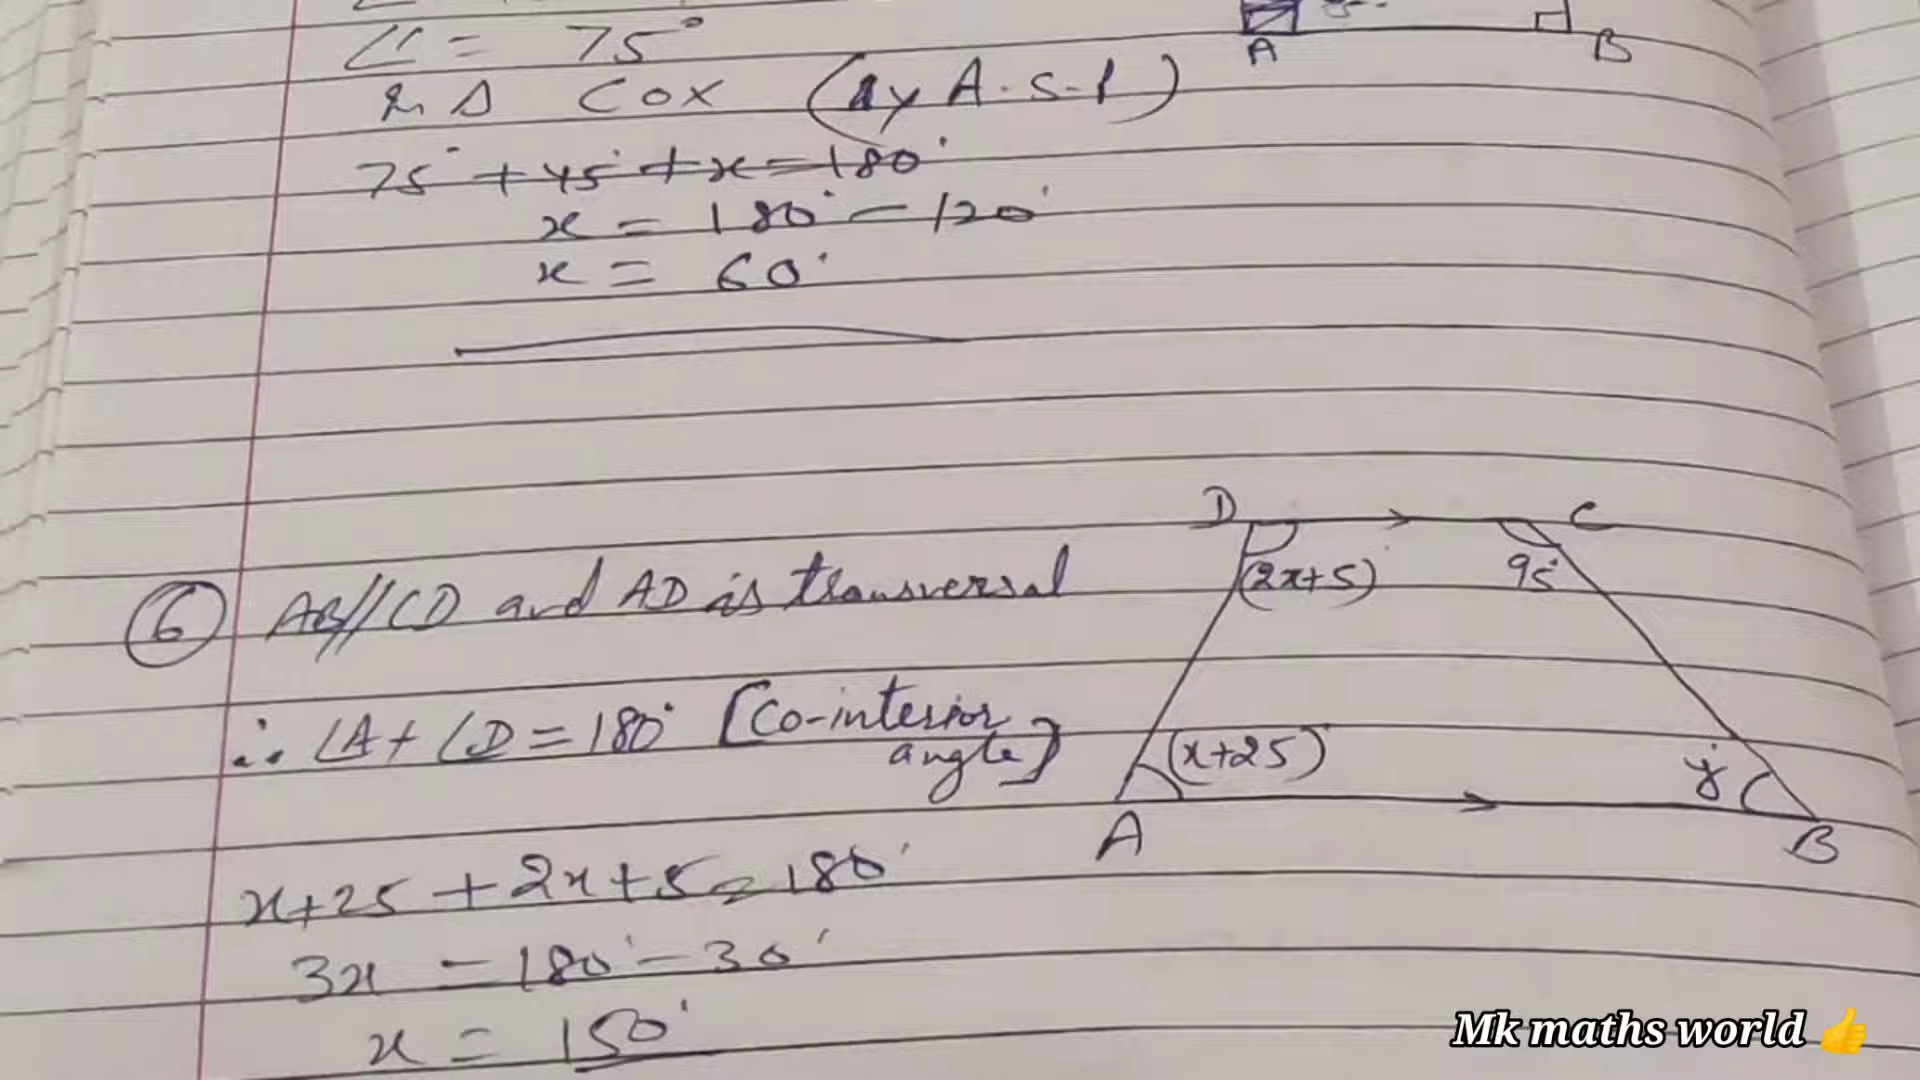 ∠C = 75°
A B
In Δ COX (By A.S.P)
75° + 45° + x = 180°
x = 180° - 120°
x = 60°
D C
(2x+5)° 95°
(6) AB//CD and AD is transversal
∴ ∠A + ∠D = 180° [Co-interior
angle]
(x+25)° y°
A B
x+25 + 2x+5 = 180°
3x = 180° - 30°
x = 150°
Mk maths world 👍